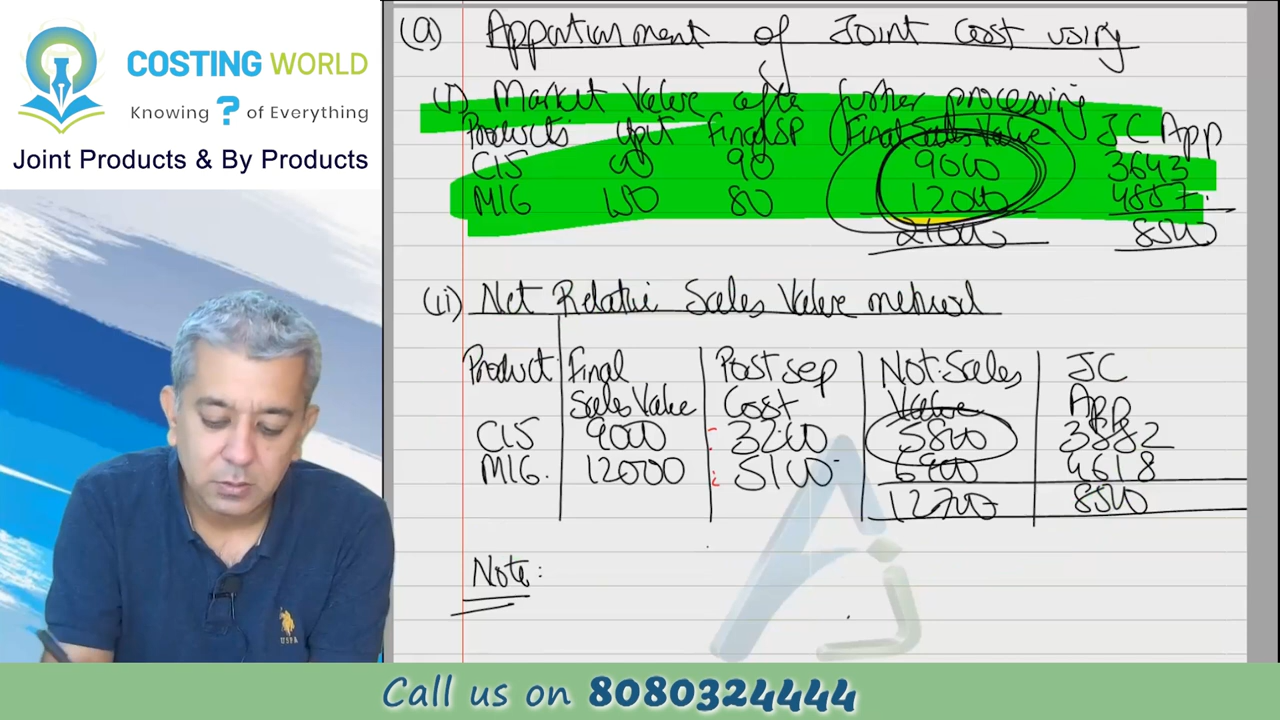 COSTING WORLD
Knowing ? of Everything
Joint Products & By Products
(a) Apportionment of Joint Cost using
(i) Market Value after further processing
Products Uput Final SP Final Sales Value JC App
C15 90 9000 3643
M16 150 80 12000 4857
21000 8500
(ii) Net Relative Sales Value method
Product Final Sales Value Post sep Cost Net Sales Value JC App
C15 9000 3200 5800 3882
M16. 12000 5100 6900 4618
12700 8500
Note:
USPA
Call us on 8080324444